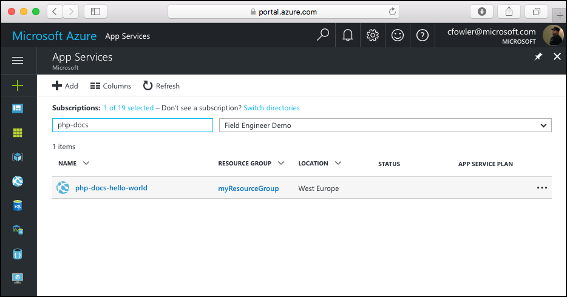 portal.azure.com
Microsoft Azure App Services
cfowler@microsoft.com
MICROSOFT
App Services
Microsoft
Add Columns Refresh
Subscriptions: 1 of 19 selected – Don't see a subscription? Switch directories
php-docs Field Engineer Demo
1 items
NAME RESOURCE GROUP LOCATION STATUS APP SERVICE PLAN
php-docs-hello-world myResourceGroup West Europe